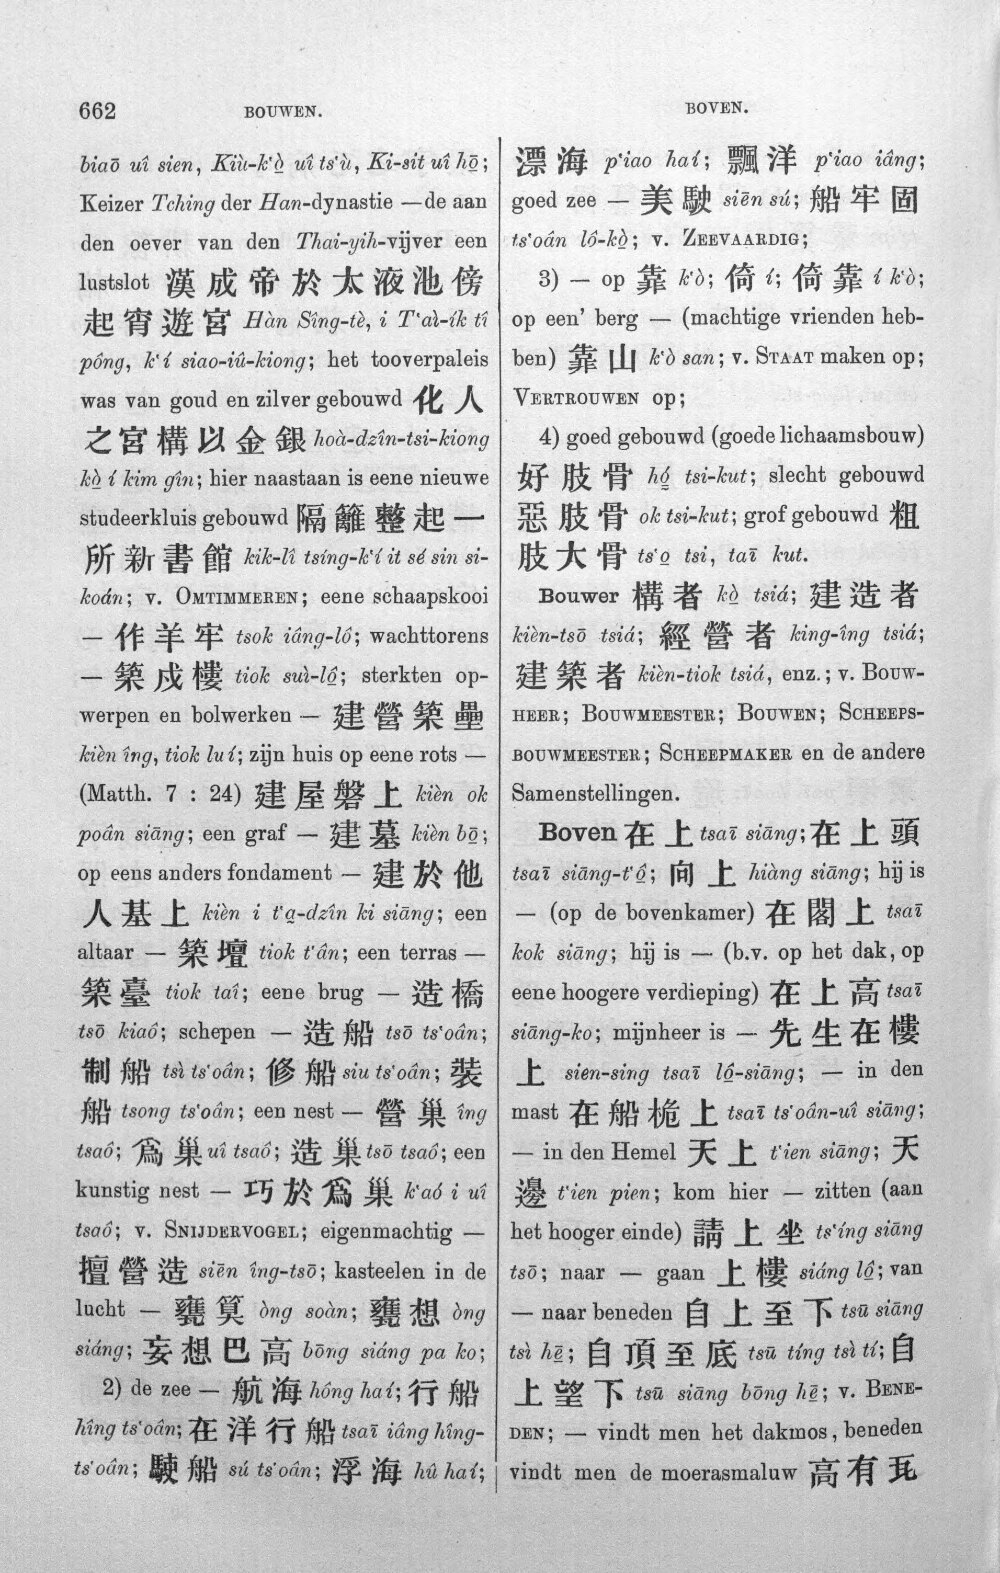 662
BOUWEN.
BOVEN.
biaō uî sien, Kiù-k‘ò̤ uî ts‘ù, Ki-sit uî hō̤;
Keizer Tching der Han-dynastie — de aan
den oever van den Thai-yih-vijver een
lustslot 漢成帝於太液池傍
起宵遊宮 Hàn Sîng-tè, i T‘aì-ík tî
pông, k‘í siao-iû-kiong; het tooverpaleis
was van goud en zilver gebouwd 化人
之宮構以金銀 hoà-dzîn-tsi-kiong
kò̤ í kim gîn; hier naastaan is eene nieuwe
studeerkluis gebouwd 隔籬整起一
所新書館 kik-lî tsíng-k‘í it sé sin si-
koán; v. OMTIMMEREN; eene schaapskooi
— 作羊牢 tsok iâng-lô; wachttorens
— 築戍樓 tiok suì-lô̤; sterkten op-
werpen en bolwerken — 建營築壘
kièn îng, tiok luí; zijn huis op eene rots —
(Matth. 7 : 24) 建屋磐上 kièn ok
poân siāng; een graf — 建墓 kièn bō̤;
op eens anders fondament — 建於他
人基上 kièn i t‘a̤-dzîn ki siāng; een
altaar — 築壇 tiok t‘ân; een terras —
築臺 tiok taî; eene brug — 造橋
tsō kiaô; schepen — 造船 tsō ts‘oân;
制船 tsì ts‘oân;修船 siu ts‘oân; 裝
船 tsong ts‘oân; een nest — 營巢 îng
tsaô; 爲巢 uî tsaô; 造巢 tsō tsaô; een
kunstig nest — 巧於爲巢 k‘aó i uî
tsaô; v. SNIJDERVOGEL; eigenmachtig —
擅營造 siēn îng-tsō; kasteelen in de
lucht — 甕筭 òng soàn; 甕想 òng
siáng; 妄想巴高 bōng siáng pa ko;
2) de zee — 航海 hông haí; 行船
hîng ts‘oân; 在洋行船 tsaī iâng hîng-
ts‘oân; 駛船 sú ts‘oân; 浮海 hû haí;
漂海 p‘iao haí; 飄洋 p‘iao iâng;
goed zee — 美駛 siēn sú; 船牢固
ts‘oân lô-kò̤; v. ZEEVAARDIG;
3) — op 靠 k‘ò; 倚 í; 倚靠 í k‘ò;
op een’ berg — (machtige vrienden heb-
ben) 靠山 k‘ò san; v. STAAT maken op;
VERTROUWEN op;
4) goed gebouwd (goede lichaamsbouw)
好肢骨 hó̤ tsi-kut; slecht gebouwd
惡肢骨 ok tsi-kut; grof gebouwd 粗
肢大骨 ts‘o̤ tsi, taī kut.
Bouwer 構者 kò̤ tsiá; 建造者
kièn-tsō tsiá; 經營者 king-îng tsiá;
建築者 kièn-tiok tsiá, enz.; v. BOUW-
HEER; BOUWMEESTER; BOUWEN; SCHEEPS-
BOUWMEESTER; SCHEEPMAKER en de andere
Samenstellingen.
Boven 在上 tsaī siāng; 在上頭
tsaī siāng-t‘ô̤; 向上 hiàng siāng; hij is
— (op de bovenkamer) 在閣上 tsaī
kok siāng; hij is — (b.v. op het dak, op
eene hoogere verdieping) 在上高 tsaī
siāng-ko; mijnheer is — 先生在樓
上 sien-sing tsaī lô̤-siāng; — in den
mast 在船桅上 tsaī ts‘oân-uî siāng;
— in den Hemel 天上 t‘ien siāng; 天
邊 t‘ien pien; kom hier — zitten (aan
het hooger einde) 請上坐 ts‘íng siāng
tsō; naar — gaan 上樓 siáng lô̤; van
— naar beneden 自上至下 tsū siāng
tsì hē̤; 自頂至底 tsū tíng tsì tí; 自
上望下 tsū siāng bōng hē̤; v. BENE-
DEN; — vindt men het dakmos, beneden
vindt men de moerasmaluw 高有瓦